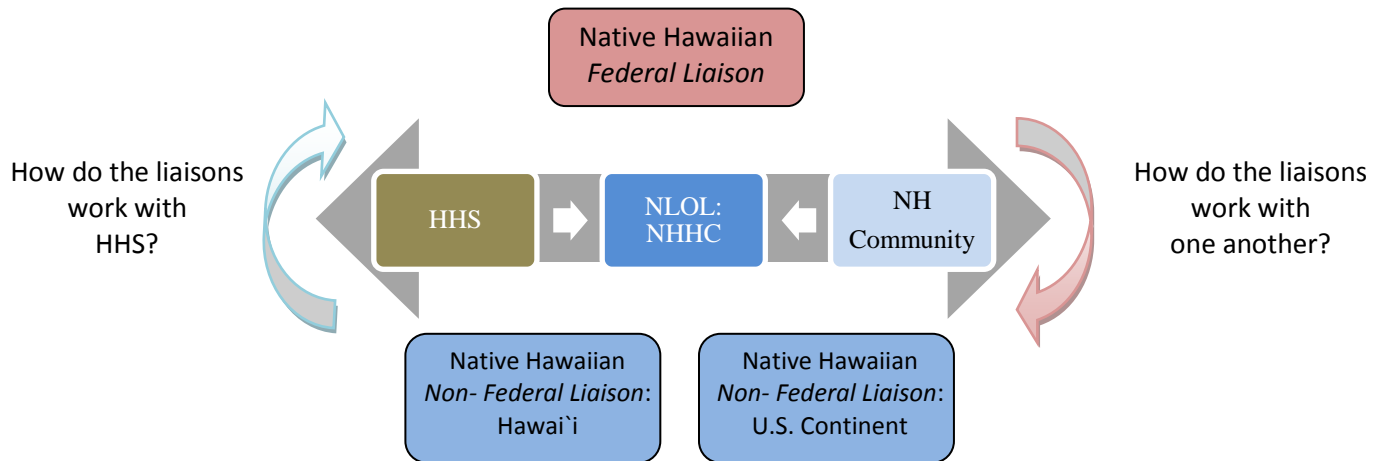 Native Hawaiian
Federal Liaison
How do the liaisons
work with
HHS?
HHS
NLOL:
NHHC
NH
Community
How do the liaisons
work with
one another?
Native Hawaiian
Non- Federal Liaison:
Hawai`i
Native Hawaiian
Non- Federal Liaison:
U.S. Continent